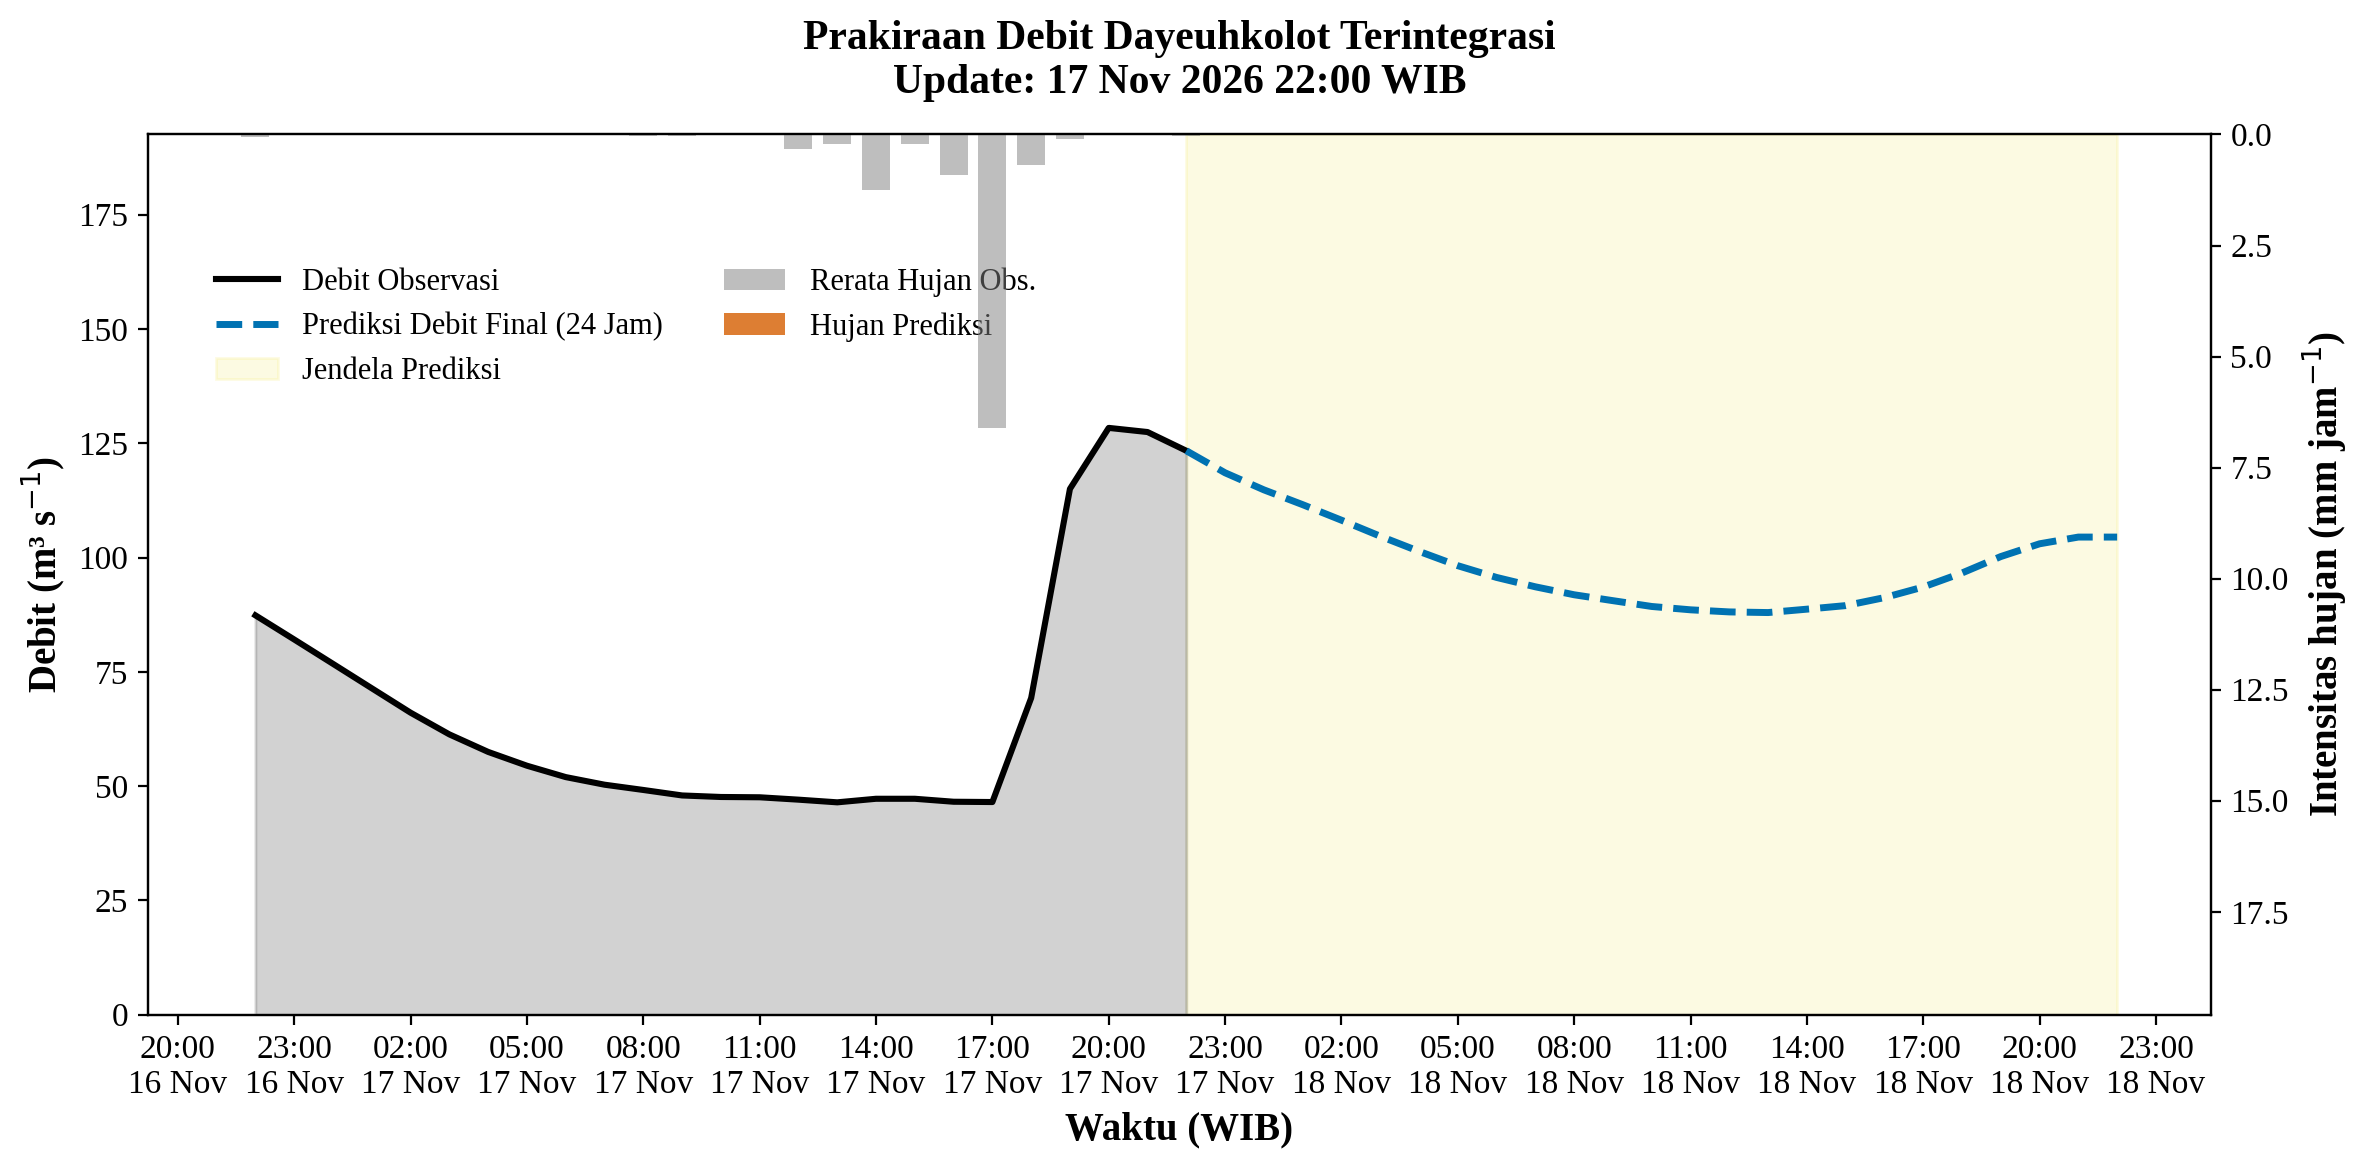 Prakiraan Debit Dayeuhkolot Terintegrasi
Update: 17 Nov 2026 22:00 WIB
Debit Observasi
Prediksi Debit Final (24 Jam)
Jendela Prediksi
Rerata Hujan Obs.
Hujan Prediksi
Debit (m³ s⁻¹)
175
150
125
100
75
50
25
0
0.0
2.5
5.0
7.5
10.0
12.5
15.0
17.5
Intensitas hujan (mm jam⁻¹)
20:00 23:00 02:00 05:00 08:00 11:00 14:00 17:00 20:00 23:00 02:00 05:00 08:00 11:00 14:00 17:00 20:00 23:00
16 Nov 16 Nov 17 Nov 17 Nov 17 Nov 17 Nov 17 Nov 17 Nov 17 Nov 17 Nov 18 Nov 18 Nov 18 Nov 18 Nov 18 Nov 18 Nov 18 Nov 18 Nov
Waktu (WIB)